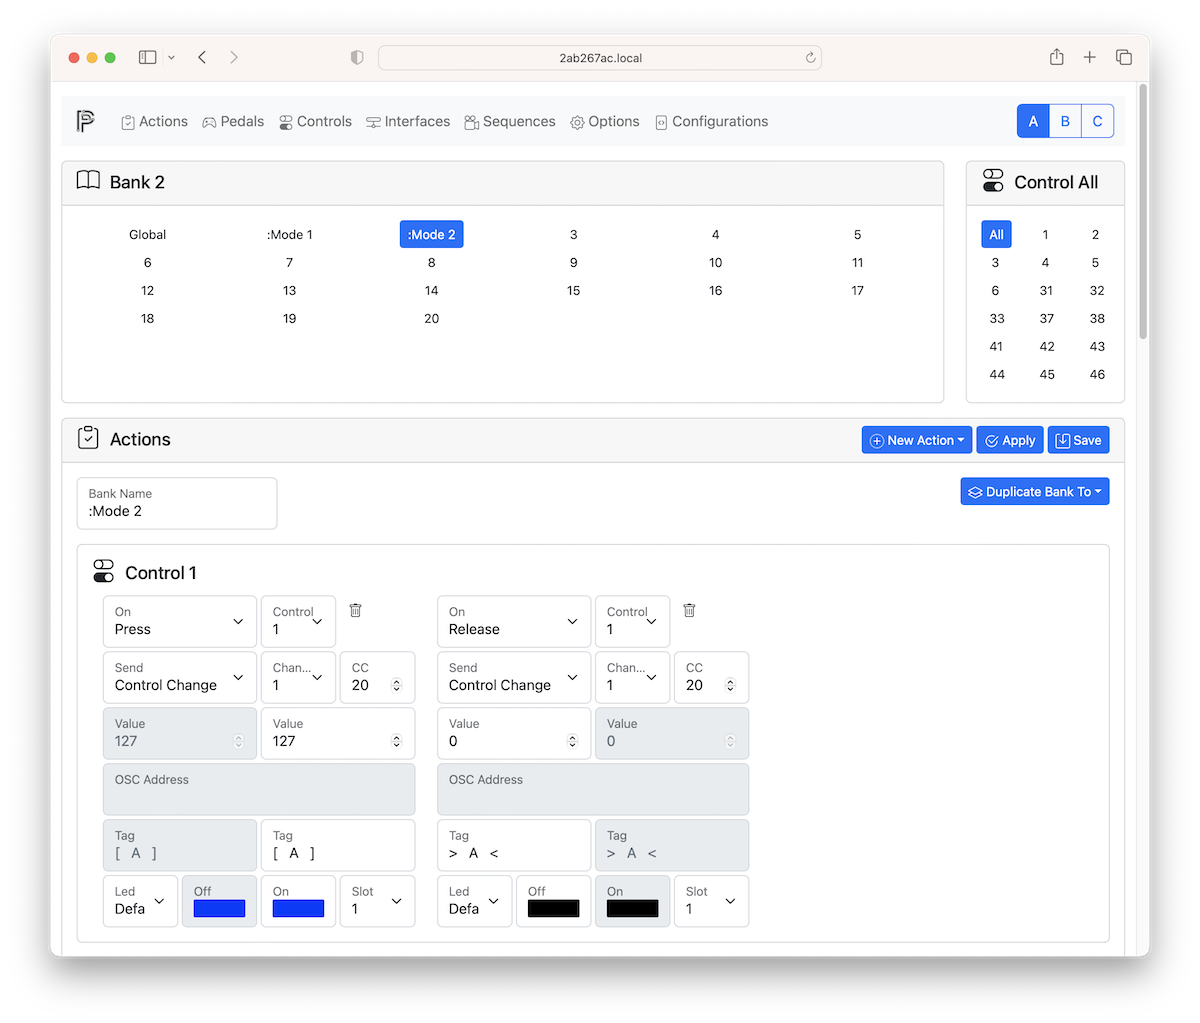 2ab267ac.local
Actions Pedals Controls Interfaces Sequences Options Configurations A B C
Bank 2
Global :Mode 1 :Mode 2 3 4 5
6 7 8 9 10 11
12 13 14 15 16 17
18 19 20
Control All
All 1 2
3 4 5
6 31 32
33 37 38
41 42 43
44 45 46
Actions New Action Apply Save
Bank Name
:Mode 2
Duplicate Bank To
Control 1
On Control On Control
Press 1 Release 1
Send Chan... CC Send Chan... CC
Control Change 1 20 Control Change 1 20
Value Value Value Value
127 127 0 0
OSC Address OSC Address
Tag Tag Tag Tag
[ A ] [ A ] > A < > A <
Led Off On Slot Led Off On Slot
Defa 1 Defa 1